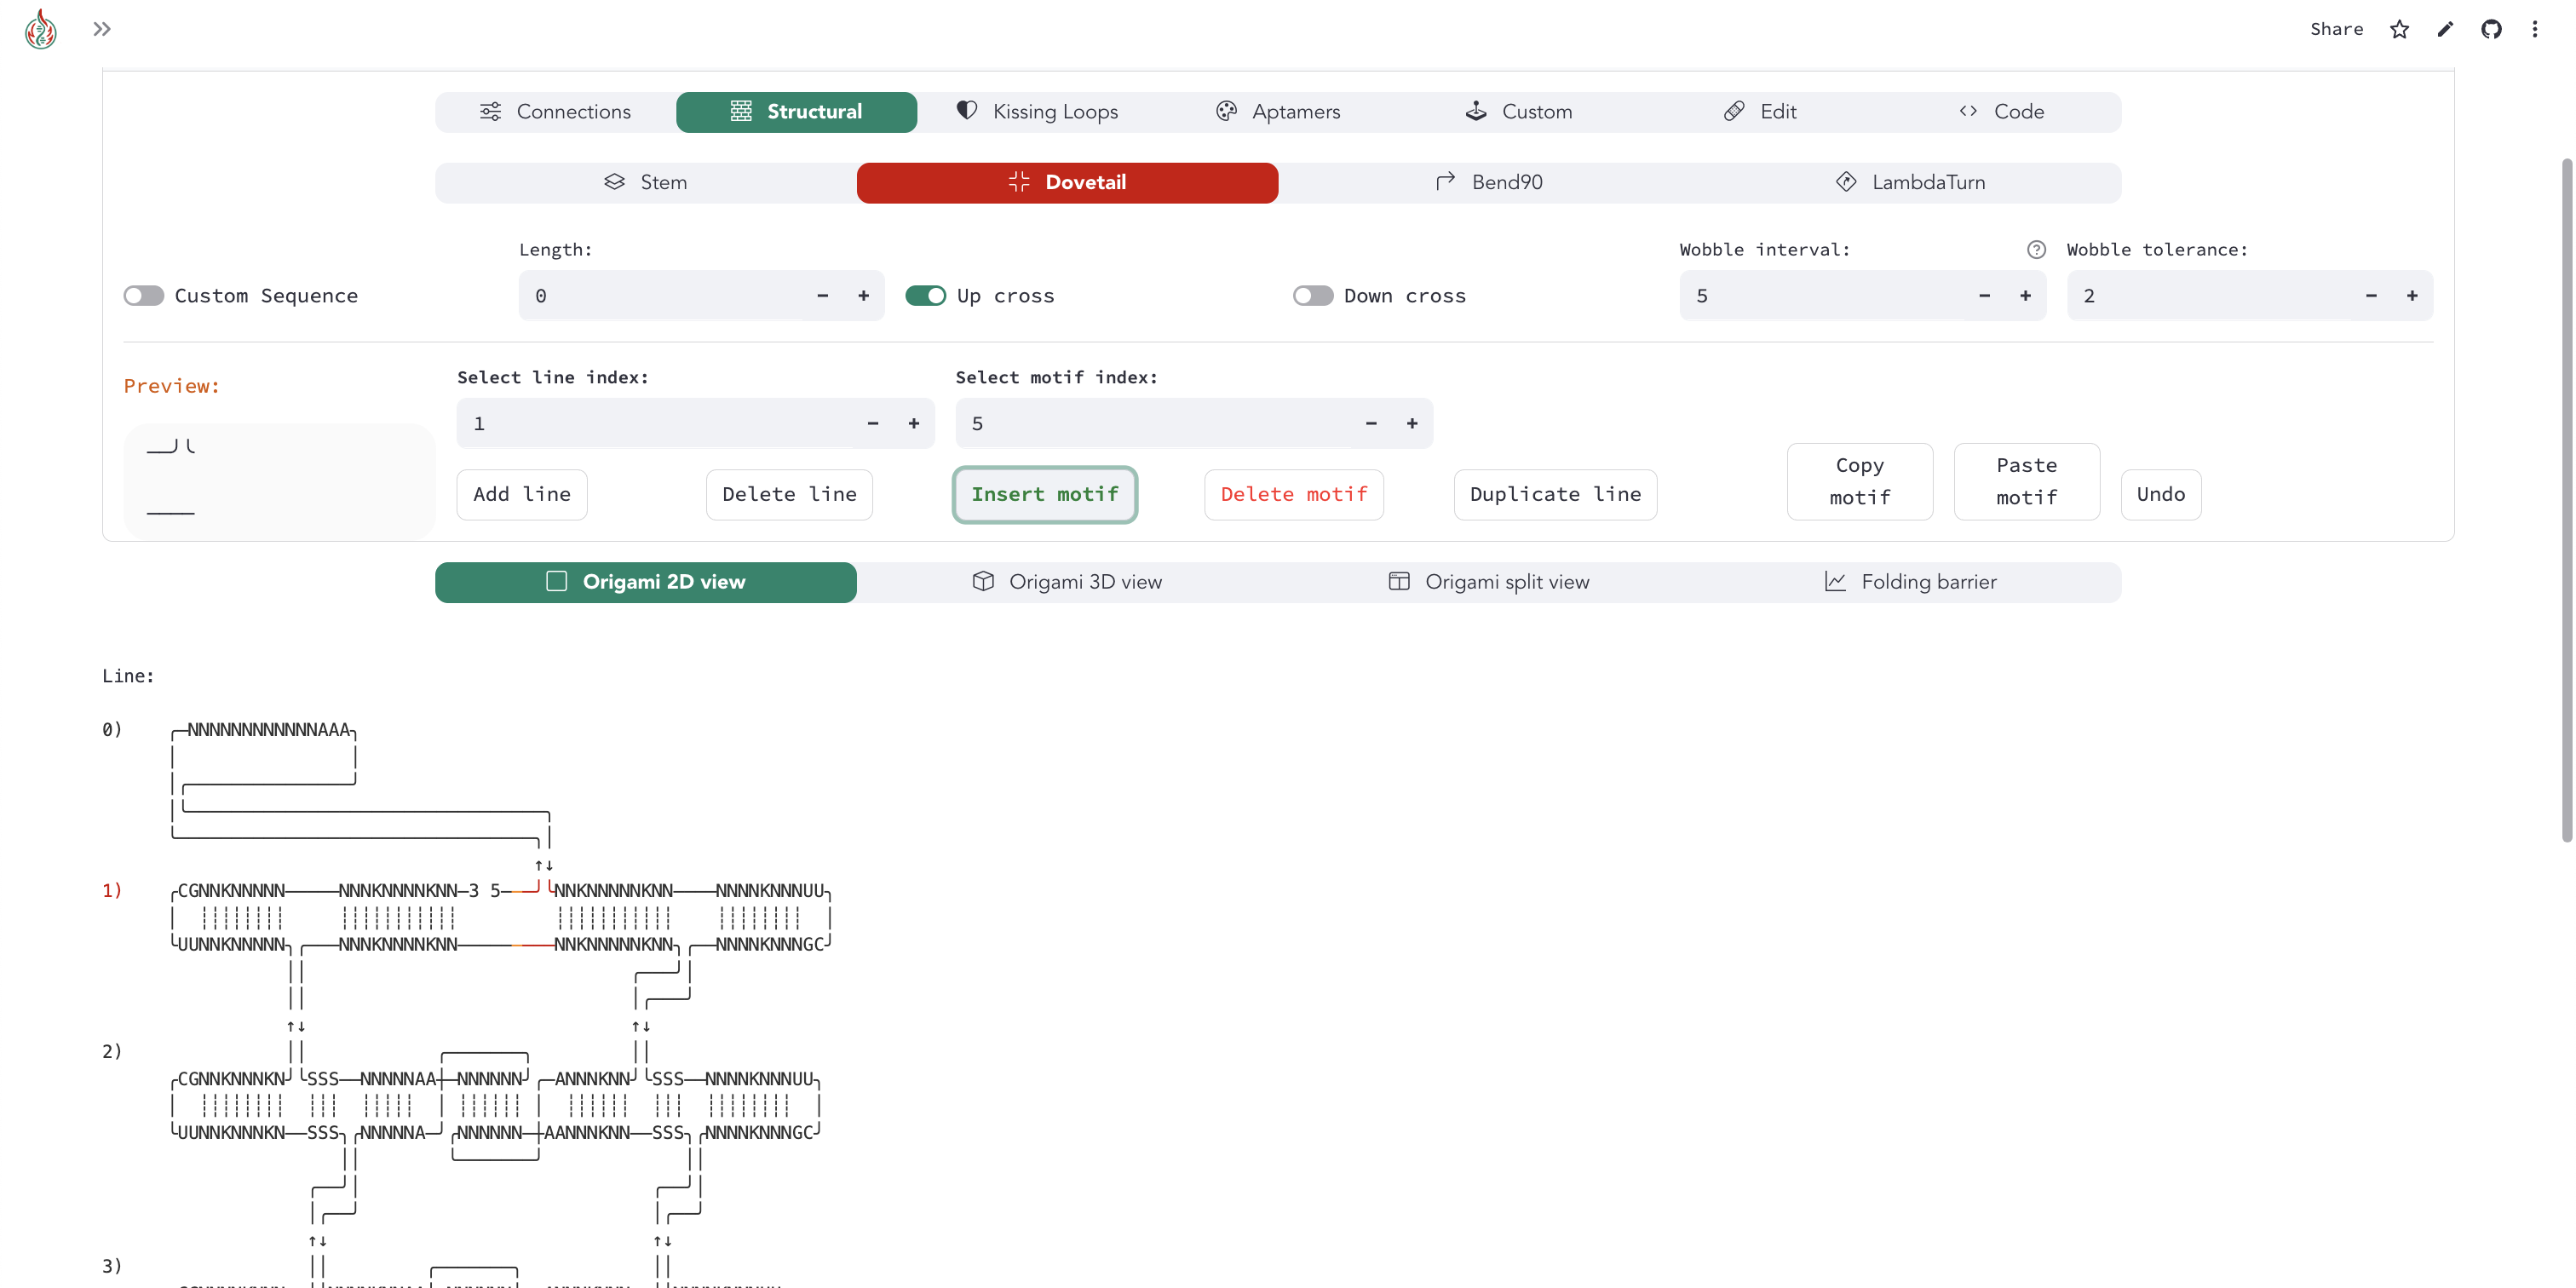 Share
Connections Structural Kissing Loops Aptamers Custom Edit Code
Stem Dovetail Bend90 LambdaTurn
Length: Wobble interval: Wobble tolerance:
Custom Sequence 0 − + Up cross Down cross 5 − + 2 − +
Preview: Select line index: Select motif index:
1 − + 5 − +
Add line Delete line Insert motif Delete motif Duplicate line Copy motif Paste motif Undo
Origami 2D view Origami 3D view Origami split view Folding barrier
Line:
0) ╭─NNNNNNNNNNNNAAA╮
↑↓
1) ╭CGNNKNNNNN─────NNNKNNNNKNN─3 5───╯╰NNKNNNNNKNN────NNNNKNNNUU╮
╰UUNNKNNNNN╮╭───NNNKNNNNKNN─────────NNKNNNNNKNN╮╭──NNNNKNNNGC╯
↑↓ ↑↓
2)
╭CGNNKNNNKN╯╰SSS──NNNNNAA┼─NNNNNN╯╭─ANNNKNN╯╰SSS──NNNNKNNNUU╮
╰UUNNKNNNKN──SSS╮╭NNNNNA─╯╭NNNNNN─┼AANNNKNN──SSS╮╭NNNNKNNNGC╯
↑↓ ↑↓
3)